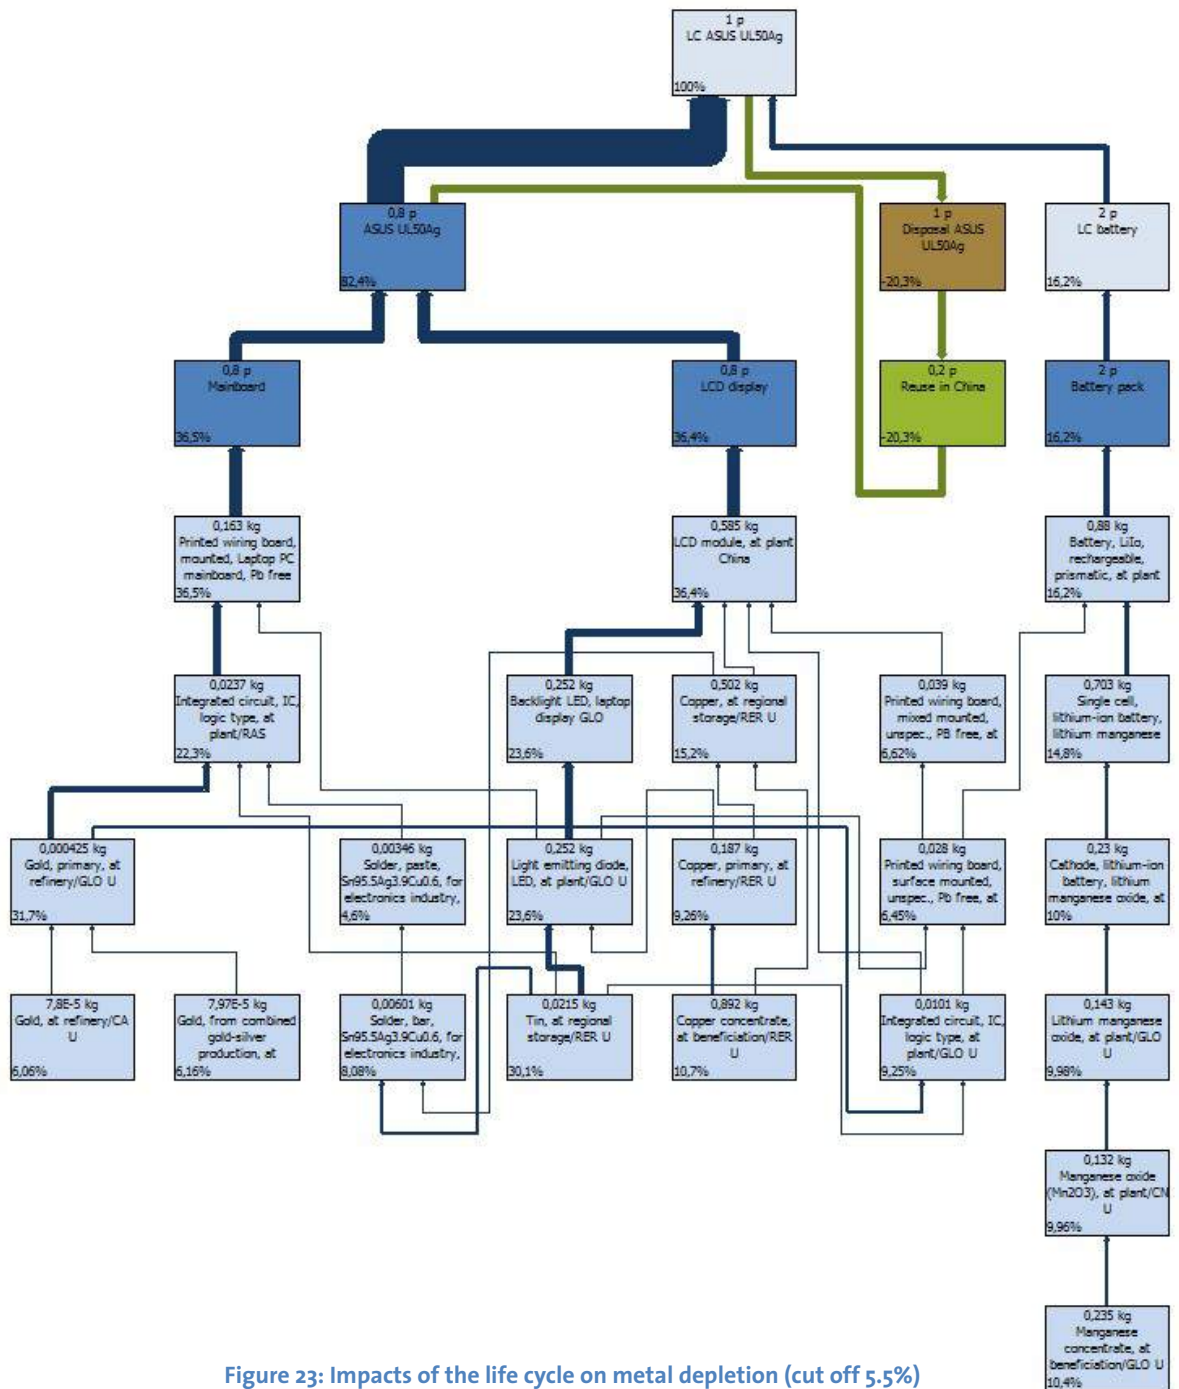 1 p
LC ASUS UL50Ag
100%
0,8 p
ASUS UL50Ag
82,4%
1 p
Disposal ASUS
UL50Ag
-20,3%
2 p
LC battery
16,2%
0,8 p
Mainboard
36,5%
0,8 p
LCD display
36,4%
0,2 p
Reuse in China
-20,3%
2 p
Battery pack
16,2%
0,163 kg
Printed wiring board,
mounted, Laptop PC
mainboard, Pb free
36,5%
0,585 kg
LCD module, at plant
China
36,4%
0,88 kg
Battery, LiIo,
rechargeable,
prismatic, at plant
16,2%
0,0237 kg
Integrated circuit, IC,
logic type, at
plant/RAS
22,3%
0,252 kg
Backlight LED, laptop
display GLO
23,6%
0,502 kg
Copper, at regional
storage/RER U
15,2%
0,039 kg
Printed wiring board,
mixed mounted,
unspec., PB free, at
6,62%
0,703 kg
Single cell,
lithium-ion battery,
lithium manganese
14,8%
0,000425 kg
Gold, primary, at
refinery/GLO U
31,7%
0,00346 kg
Solder, paste,
Sn95.5Ag3.9Cu0.6, for
electronics industry,
4,6%
0,252 kg
Light emitting diode,
LED, at plant/GLO U
23,6%
0,187 kg
Copper, primary, at
refinery/RER U
9,26%
0,028 kg
Printed wiring board,
surface mounted,
unspec., Pb free, at
6,45%
0,23 kg
Cathode, lithium-ion
battery, lithium
manganese oxide, at
10%
7,8E-5 kg
Gold, at refinery/CA
U
6,06%
7,97E-5 kg
Gold, from combined
gold-silver
production, at
6,16%
0,00601 kg
Solder, bar,
Sn95.5Ag3.9Cu0.6, for
electronics industry,
8,08%
0,0215 kg
Tin, at regional
storage/RER U
30,1%
0,892 kg
Copper concentrate,
at beneficiation/RER
U
10,7%
0,0101 kg
Integrated circuit, IC,
logic type, at
plant/GLO U
9,25%
0,143 kg
Lithium manganese
oxide, at plant/GLO
U
9,98%
0,132 kg
Manganese oxide
(Mn2O3), at plant/CN
U
9,96%
0,235 kg
Manganese
concentrate, at
beneficiation/GLO U
10,4%
Figure 23: Impacts of the life cycle on metal depletion (cut off 5.5%)